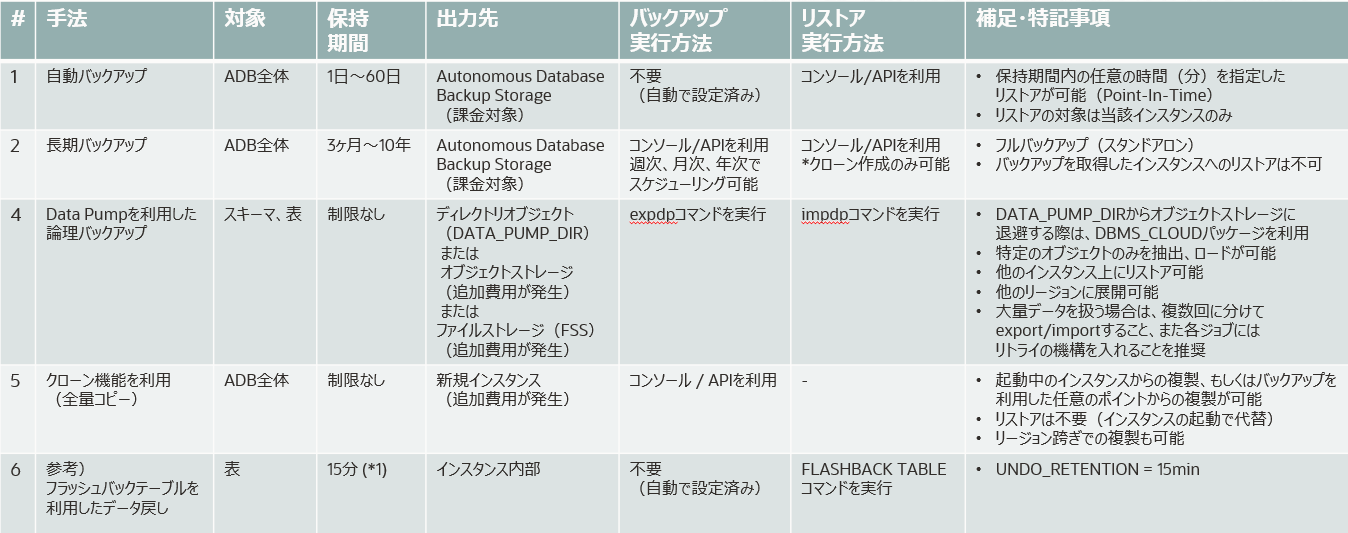 #
手法
対象
保持
期間
出力先
バックアップ
実行方法
リストア
実行方法
補足・特記事項
1
自動バックアップ
ADB全体
1日～60日
Autonomous Database
Backup Storage
（課金対象）
不要
（自動で設定済み）
コンソール/APIを利用
• 保持期間内の任意の時間（分）を指定した
リストアが可能（Point-In-Time）
• リストアの対象は当該インスタンスのみ
2
長期バックアップ
ADB全体
3ヶ月～10年
Autonomous Database
Backup Storage
（課金対象）
コンソール/APIを利用
週次、月次、年次で
スケジューリング可能
コンソール/APIを利用
*クローン作成のみ可能
• フルバックアップ（スタンドアロン）
• バックアップを取得したインスタンスへのリストアは不可
4
Data Pumpを利用した
論理バックアップ
スキーマ、表
制限なし
ディレクトリオブジェクト
（DATA_PUMP_DIR）
または
オブジェクトストレージ
（追加費用が発生）
または
ファイルストレージ（FSS）
（追加費用が発生）
expdpコマンドを実行
impdpコマンドを実行
• DATA_PUMP_DIRからオブジェクトストレージに
退避する際は、DBMS_CLOUDパッケージを利用
• 特定のオブジェクトのみを抽出、ロードが可能
• 他のインスタンス上にリストア可能
• 他のリージョンに展開可能
• 大量データを扱う場合は、複数回に分けて
export/importすること、また各ジョブには
リトライの機構を入れることを推奨
5
クローン機能を利用
（全量コピー）
ADB全体
制限なし
新規インスタンス
（追加費用が発生）
コンソール / APIを利用
-
• 起動中のインスタンスからの複製、もしくはバックアップを
利用した任意のポイントからの複製が可能
• リストアは不要（インスタンスの起動で代替）
• リージョン跨ぎでの複製も可能
6
参考）
フラッシュバックテーブルを
利用したデータ戻し
表
15分 (*1)
インスタンス内部
不要
（自動で設定済み）
FLASHBACK TABLE
コマンドを実行
• UNDO_RETENTION = 15min